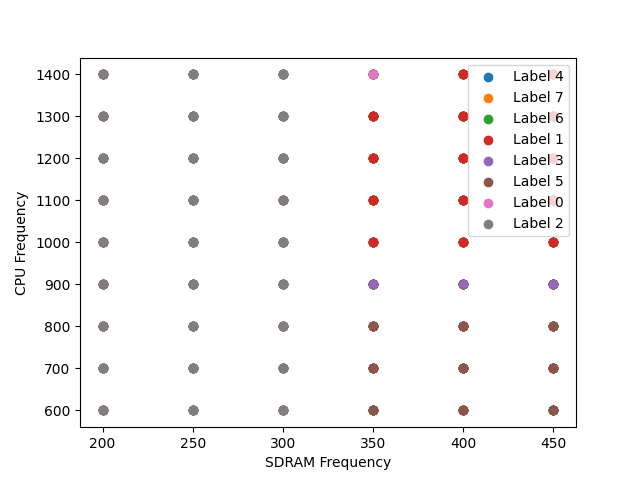 1400
1300
1200
1100
1000
900
800
700
600
CPU Frequency
200 250 300 350 400 450
SDRAM Frequency
Label 4
Label 7
Label 6
Label 1
Label 3
Label 5
Label 0
Label 2